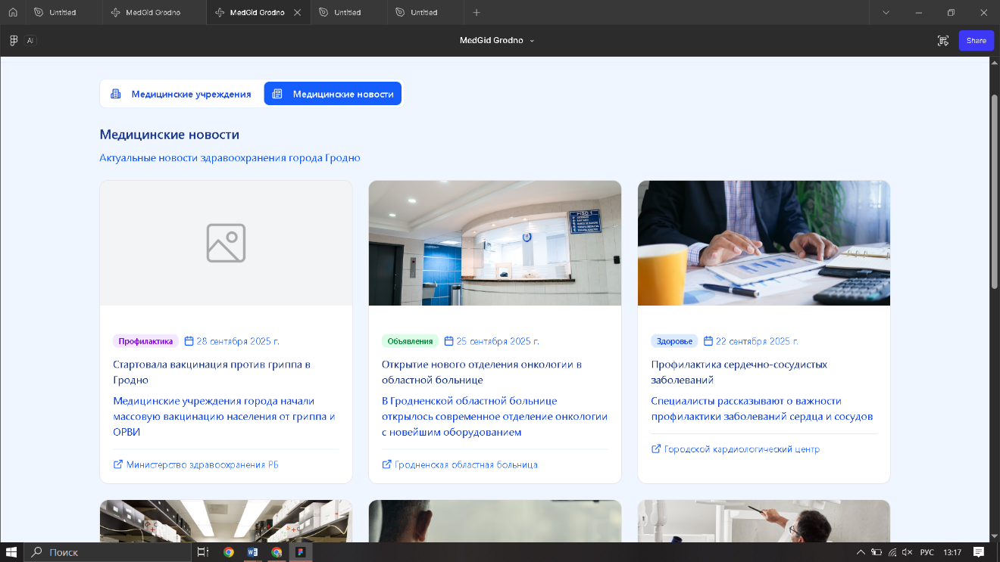 Untitled
MedGid Grodno
MedGid Grodno
Untitled
Untitled
AI
MedGid Grodno
Share
Медицинские учреждения
Медицинские новости
Медицинские новости
Актуальные новости здравоохранения города Гродно
PISO 1
Профилактика
28 сентября 2025 г.
Стартовала вакцинация против гриппа в
Гродно
Медицинские учреждения города начали
массовую вакцинацию населения от гриппа и
ОРВИ
Министерство здравоохранения РБ
Объявления
25 сентября 2025 г.
Открытие нового отделения онкологии в
областной больнице
В Гродненской областной больнице
открылось современное отделение онкологии
с новейшим оборудованием
Гродненская областная больница
Здоровье
22 сентября 2025 г.
Профилактика сердечно-сосудистых
заболеваний
Специалисты рассказывают о важности
профилактики заболеваний сердца и сосудов
Городской кардиологический центр
Поиск
РУС
13:17